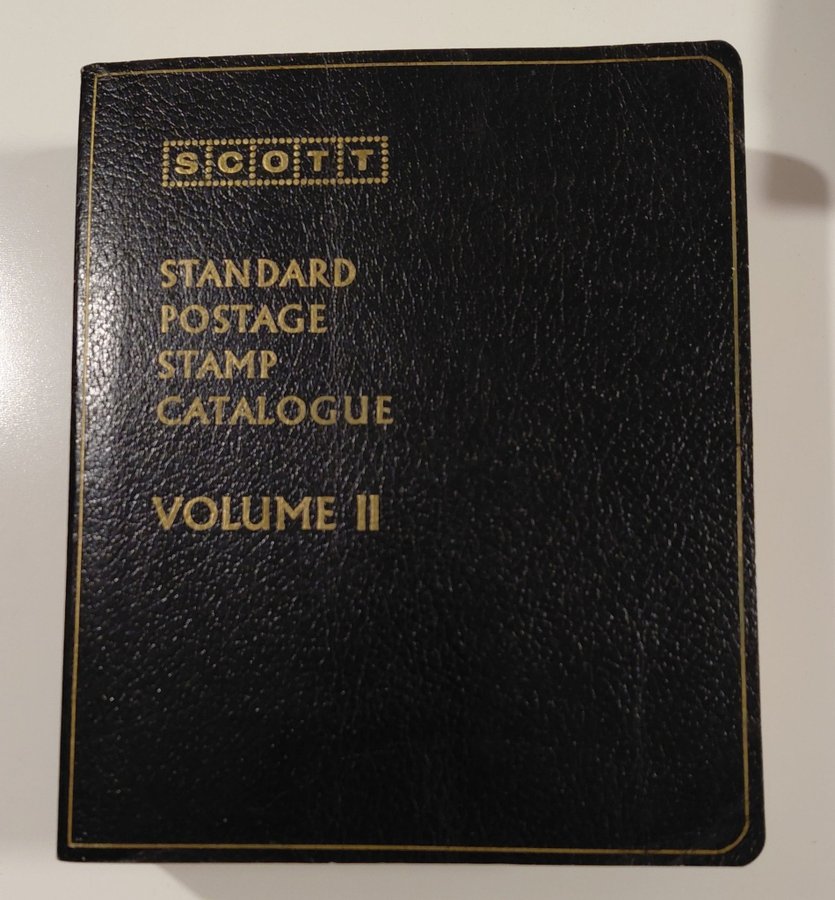 SCOTT
STANDARD
POSTAGE
STAMP
CATALOGUE
VOLUME II